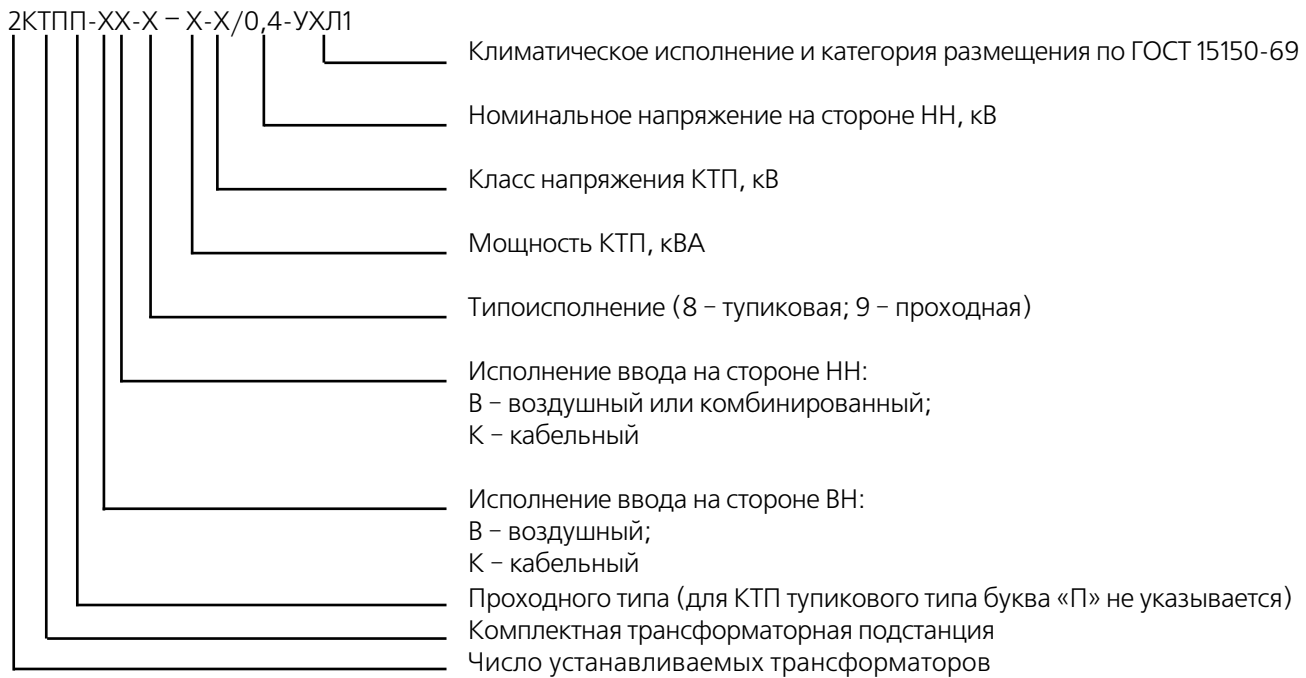 2КТПП-ХХ-Х – Х-Х/0,4-УХЛ1
Климатическое исполнение и категория размещения по ГОСТ 15150-69
Номинальное напряжение на стороне НН, кВ
Класс напряжения КТП, кВ
Мощность КТП, кВА
Типоисполнение (8 – тупиковая; 9 – проходная)
Исполнение ввода на стороне НН:
В – воздушный или комбинированный;
К – кабельный
Исполнение ввода на стороне ВН:
В – воздушный;
К – кабельный
Проходного типа (для КТП тупикового типа буква «П» не указывается)
Комплектная трансформаторная подстанция
Число устанавливаемых трансформаторов